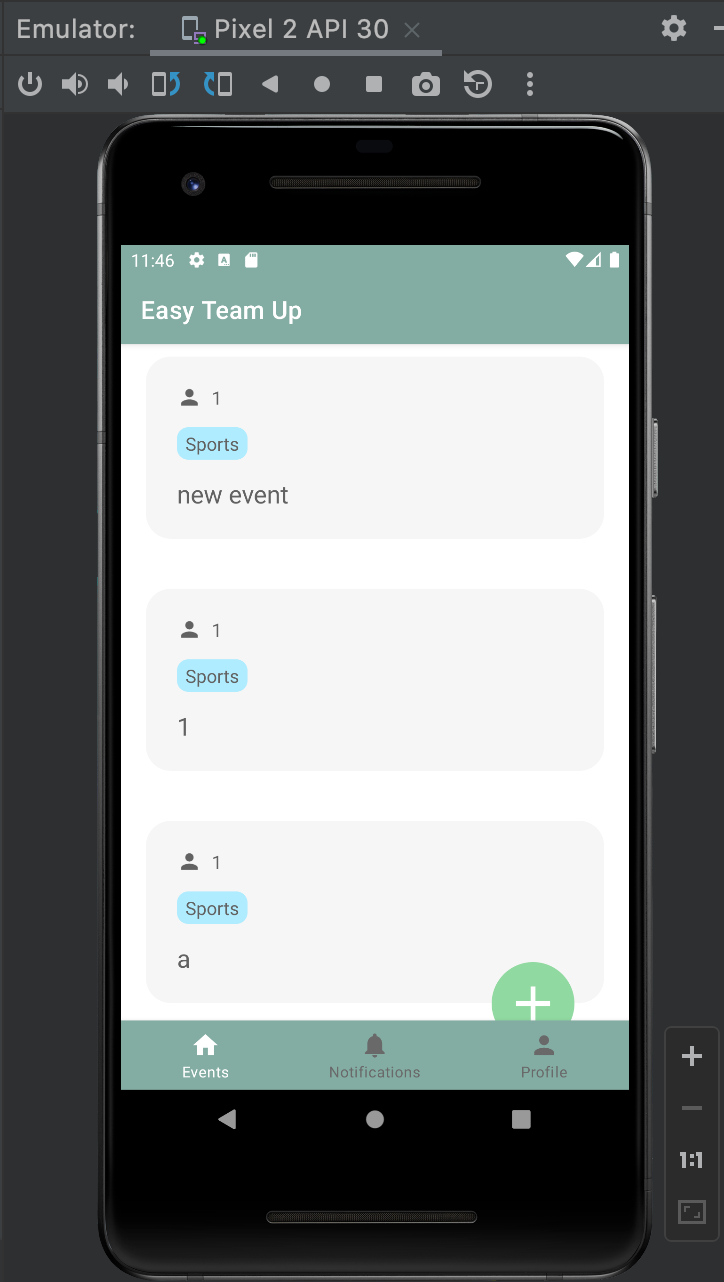 Emulator: Pixel 2 API 30
11:46
Easy Team Up
1
Sports
new event
1
Sports
1
1
Sports
a
Events Notifications Profile
1:1